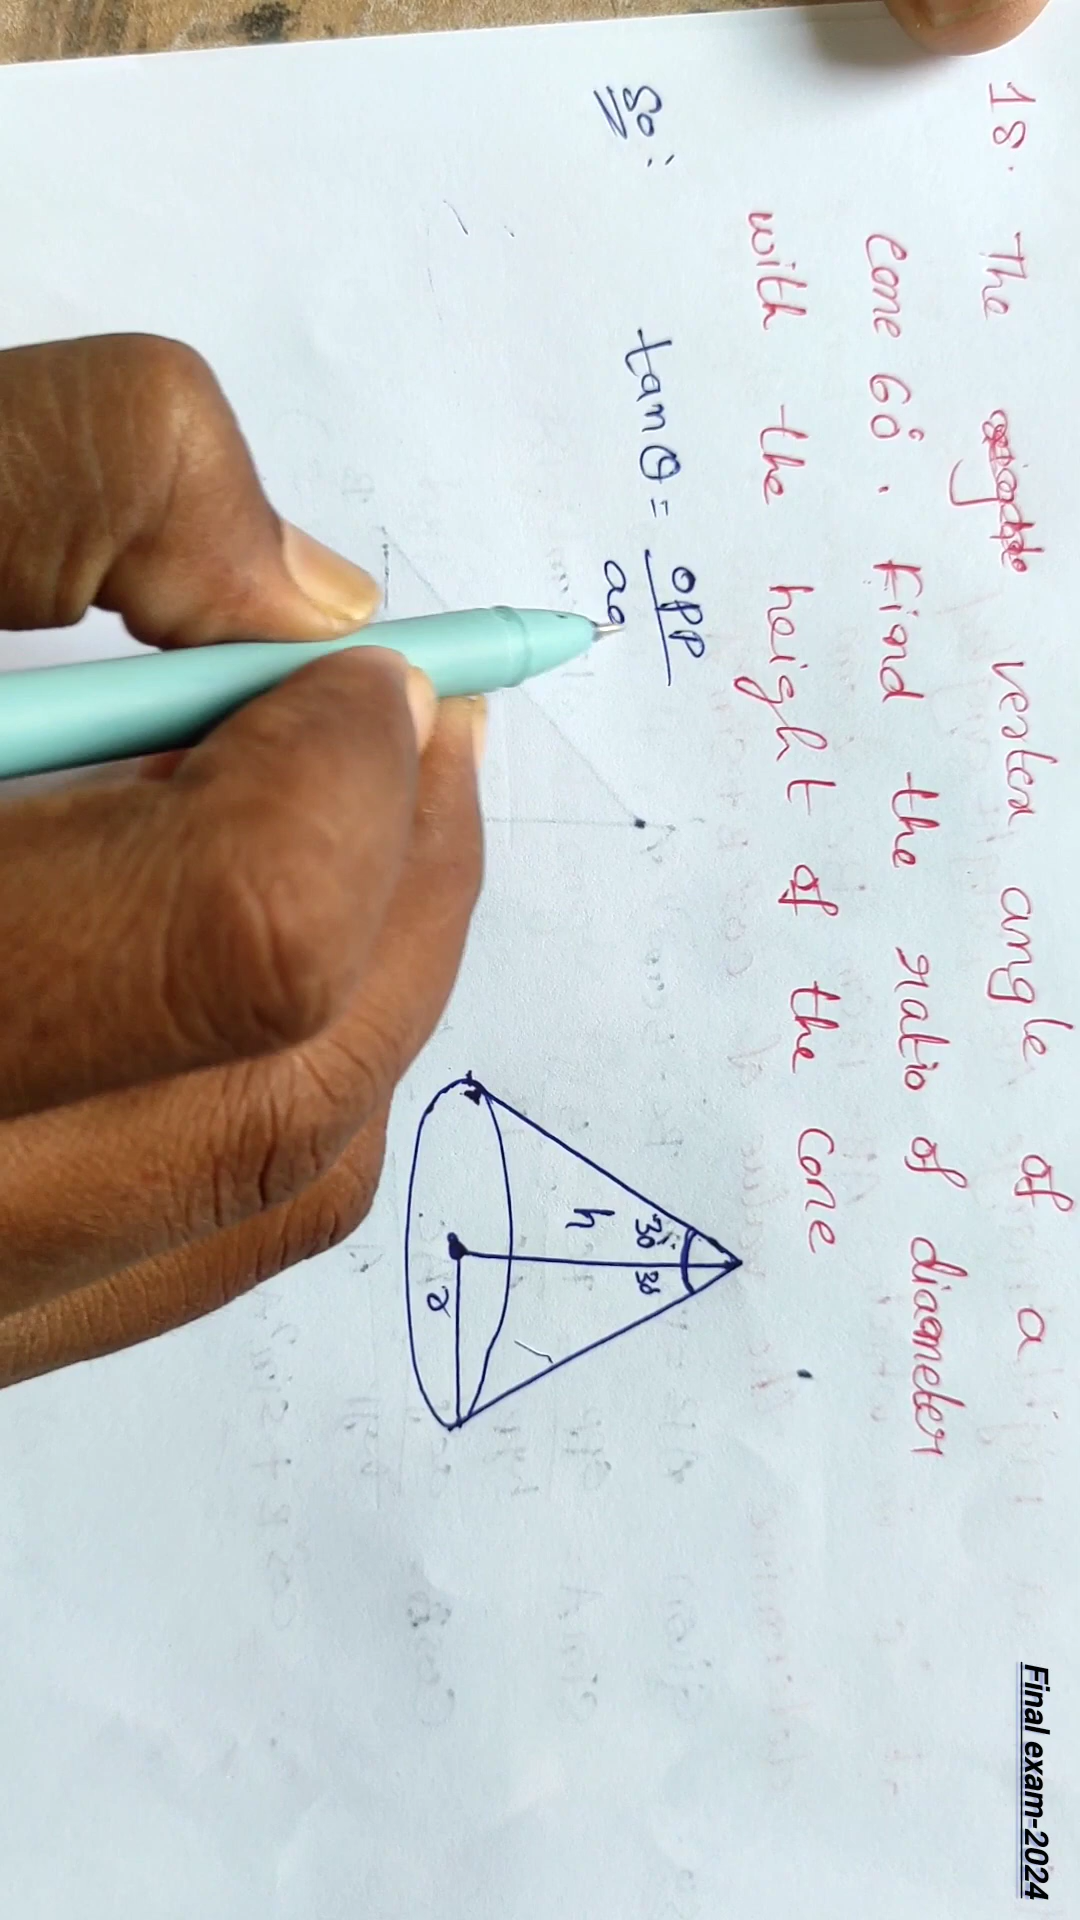 Final exam-2024
18. The vertex angle of a
Cone 60°. Find the ratio of diameter
with the height of the cone
So:
tanθ = opp
ad
30° 30
h
r